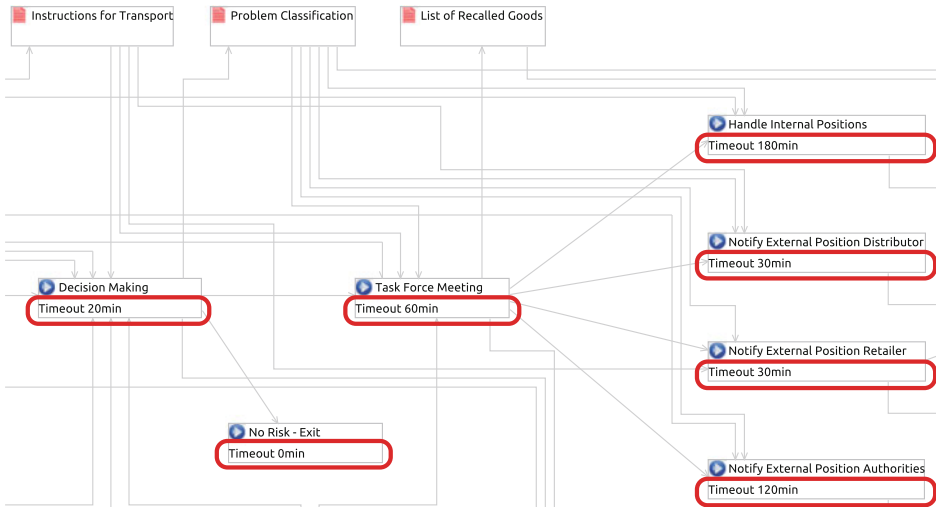 Instructions for Transport
Problem Classification
List of Recalled Goods
Handle Internal Positions
Timeout 180min
Notify External Position Distributor
Timeout 30min
Decision Making
Timeout 20min
Task Force Meeting
Timeout 60min
Notify External Position Retailer
Timeout 30min
No Risk - Exit
Timeout 0min
Notify External Position Authorities
Timeout 120min